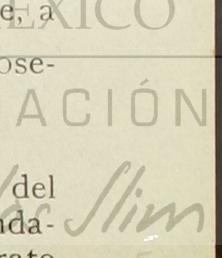 EXICO
e, a
ose-
ACIÓN
del
Slim
nda-